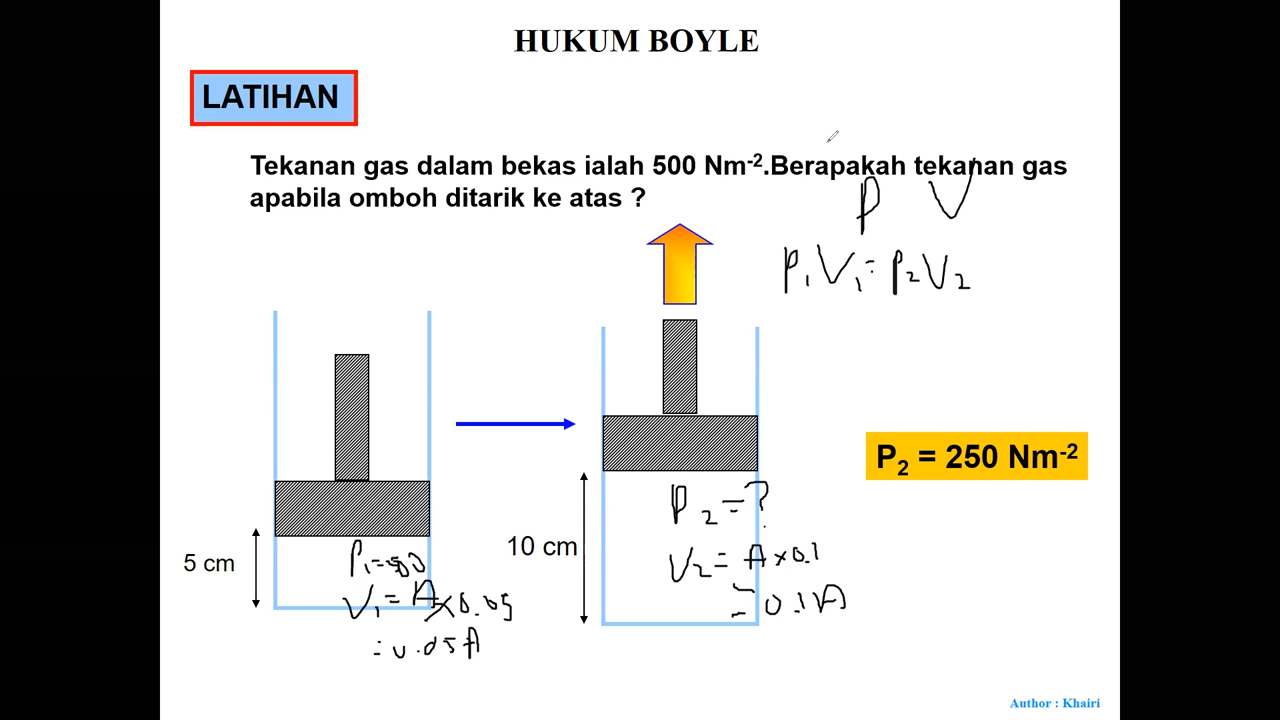 HUKUM BOYLE
LATIHAN
Tekanan gas dalam bekas ialah 500 Nm⁻².Berapakah tekanan gas
apabila omboh ditarik ke atas ?
P V
P₁V₁=P₂V₂
P₂ = 250 Nm⁻²
5 cm
P₁=500
V₁=A×0.05
=0.05A
10 cm
P₂=?
V₂=A×0.1
=0.1A
Author : Khairi